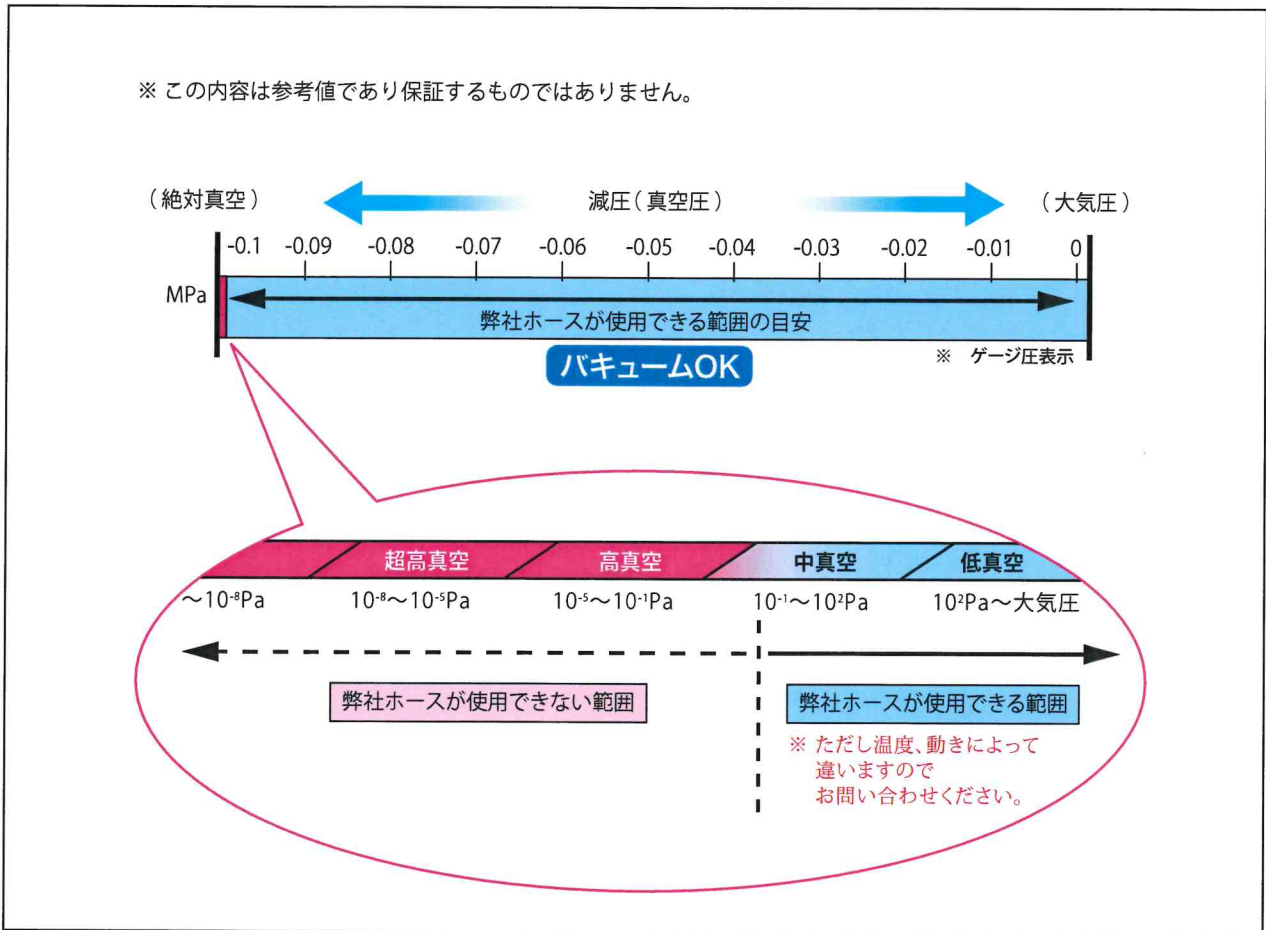 ※ この内容は参考値であり保証するものではありません。
（絶対真空） 減圧（真空圧） （大気圧）
-0.1 -0.09 -0.08 -0.07 -0.06 -0.05 -0.04 -0.03 -0.02 -0.01 0
MPa
弊社ホースが使用できる範囲の目安
バキュームOK
※ ゲージ圧表示
超高真空 高真空 中真空 低真空
～10⁻⁸Pa 10⁻⁸～10⁻⁵Pa 10⁻⁵～10⁻¹Pa 10⁻¹～10²Pa 10²Pa～大気圧
弊社ホースが使用できない範囲 弊社ホースが使用できる範囲
※ ただし温度、動きによって
違いますので
お問い合わせください。